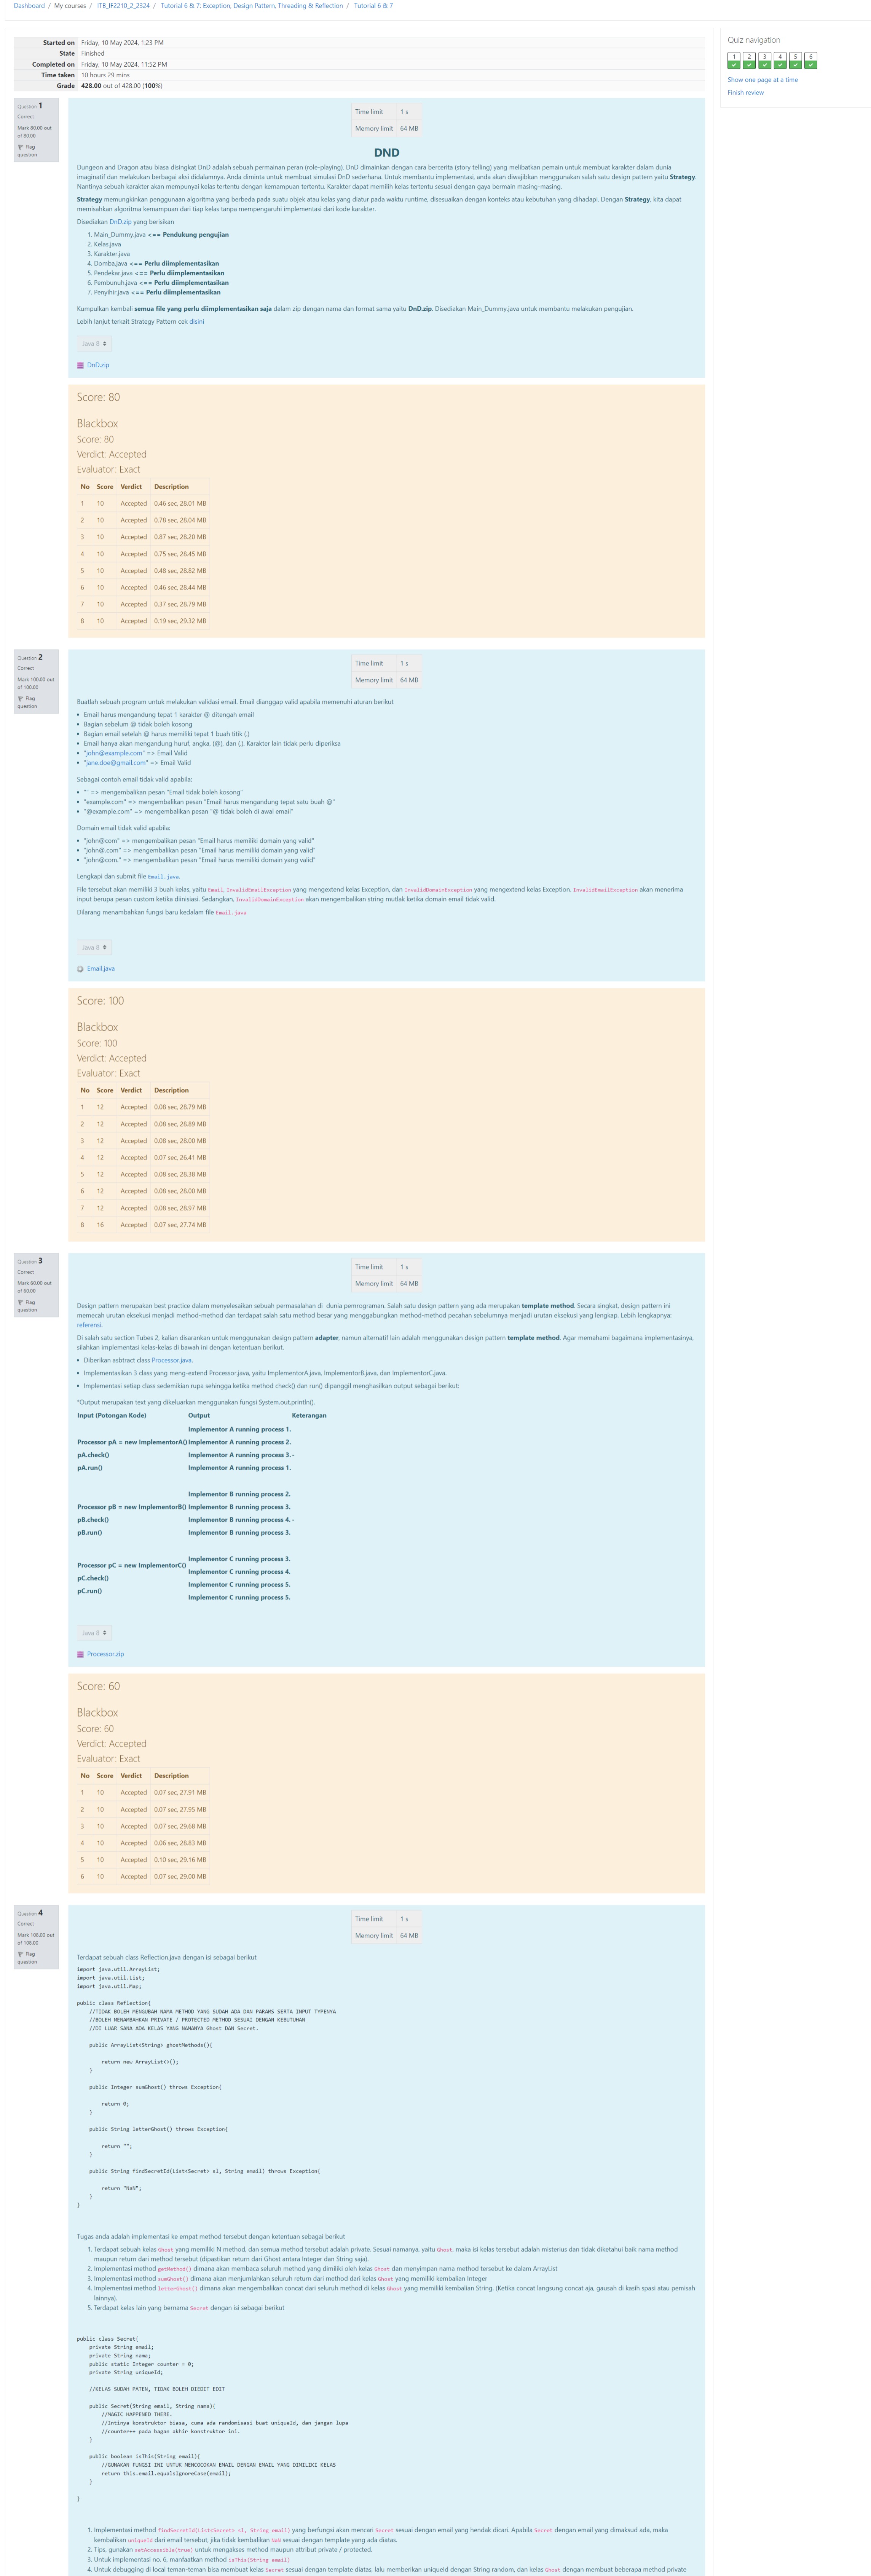 Dashboard / My courses / ITB_IF2210_2_2324 / Tutorial 6 & 7: Exception, Design Pattern, Threading & Reflection / Tutorial 6 & 7
Started on Friday, 10 May 2024, 1:23 PM
State Finished
Completed on Friday, 10 May 2024, 11:52 PM
Time taken 10 hours 29 mins
Grade 428.00 out of 428.00 (100%)
Quiz navigation
1 2 3 4 5 6
Show one page at a time
Finish review
Question 1
Correct
Mark 80.00 out
of 80.00
Flag
question
Time limit 1 s
Memory limit 64 MB
DND
Dungeon and Dragon atau biasa disingkat DnD adalah sebuah permainan peran (role-playing). DnD dimainkan dengan cara bercerita (story telling) yang melibatkan pemain untuk membuat karakter dalam dunia
imaginatif dan melakukan berbagai aksi didalamnya. Anda diminta untuk membuat simulasi DnD sederhana. Untuk membantu implementasi, anda akan diwajibkan menggunakan salah satu design pattern yaitu Strategy.
Nantinya sebuah karakter akan mempunyai kelas tertentu dengan kemampuan tertentu. Karakter dapat memilih kelas tertentu sesuai dengan gaya bermain masing-masing.
Strategy memungkinkan penggunaan algoritma yang berbeda pada suatu objek atau kelas yang diatur pada waktu runtime, disesuaikan dengan konteks atau kebutuhan yang dihadapi. Dengan Strategy, kita dapat
memisahkan algoritma kemampuan dari tiap kelas tanpa mempengaruhi implementasi dari kode karakter.
Disediakan DnD.zip yang berisikan
1. Main_Dummy.java <== Pendukung pengujian
2. Kelas.java
3. Karakter.java
4. Domba.java <== Perlu diimplementasikan
5. Pendekar.java <== Perlu diimplementasikan
6. Pembunuh.java <== Perlu diimplementasikan
7. Penyihir.java <== Perlu diimplementasikan
Kumpulkan kembali semua file yang perlu diimplementasikan saja dalam zip dengan nama dan format sama yaitu DnD.zip. Disediakan Main_Dummy.java untuk membantu melakukan pengujian.
Lebih lanjut terkait Strategy Pattern cek disini
Java 8
DnD.zip
Score: 80
Blackbox
Score: 80
Verdict: Accepted
Evaluator: Exact
No Score Verdict Description
1 10 Accepted 0.46 sec, 28.01 MB
2 10 Accepted 0.78 sec, 28.04 MB
3 10 Accepted 0.87 sec, 28.20 MB
4 10 Accepted 0.75 sec, 28.45 MB
5 10 Accepted 0.48 sec, 28.82 MB
6 10 Accepted 0.46 sec, 28.44 MB
7 10 Accepted 0.37 sec, 28.79 MB
8 10 Accepted 0.19 sec, 29.32 MB
Question 2
Correct
Mark 100.00 out
of 100.00
Flag
question
Time limit 1 s
Memory limit 64 MB
Buatlah sebuah program untuk melakukan validasi email. Email dianggap valid apabila memenuhi aturan berikut
• Email harus mengandung tepat 1 karakter @ ditengah email
• Bagian sebelum @ tidak boleh kosong
• Bagian email setelah @ harus memiliki tepat 1 buah titik (.)
• Email hanya akan mengandung huruf, angka, (@), dan (.). Karakter lain tidak perlu diperiksa
• "john@example.com" => Email Valid
• "jane.doe@gmail.com" => Email Valid
Sebagai contoh email tidak valid apabila:
• "" => mengembalikan pesan "Email tidak boleh kosong"
• "example.com" => mengembalikan pesan "Email harus mengandung tepat satu buah @"
• "@example.com" => mengembalikan pesan "@ tidak boleh di awal email"
Domain email tidak valid apabila:
• "john@com" => mengembalikan pesan "Email harus memiliki domain yang valid"
• "john@.com" => mengembalikan pesan "Email harus memiliki domain yang valid"
• "john@com." => mengembalikan pesan "Email harus memiliki domain yang valid"
Lengkapi dan submit file Email.java.
File tersebut akan memiliki 3 buah kelas, yaitu Email, InvalidEmailException yang mengextend kelas Exception, dan InvalidDomainException yang mengextend kelas Exception. InvalidEmailException akan menerima
input berupa pesan custom ketika diinisiasi. Sedangkan, InvalidDomainException akan mengembalikan string mutlak ketika domain email tidak valid.
Dilarang menambahkan fungsi baru kedalam file Email.java
Java 8
Email.java
Score: 100
Blackbox
Score: 100
Verdict: Accepted
Evaluator: Exact
No Score Verdict Description
1 12 Accepted 0.08 sec, 28.79 MB
2 12 Accepted 0.08 sec, 28.89 MB
3 12 Accepted 0.08 sec, 28.00 MB
4 12 Accepted 0.07 sec, 26.41 MB
5 12 Accepted 0.08 sec, 28.38 MB
6 12 Accepted 0.08 sec, 28.00 MB
7 12 Accepted 0.08 sec, 28.97 MB
8 16 Accepted 0.07 sec, 27.74 MB
Question 3
Correct
Mark 60.00 out
of 60.00
Flag
question
Time limit 1 s
Memory limit 64 MB
Design pattern merupakan best practice dalam menyelesaikan sebuah permasalahan di dunia pemrograman. Salah satu design pattern yang ada merupakan template method. Secara singkat, design pattern ini
memecah urutan eksekusi menjadi method-method dan terdapat salah satu method besar yang menggabungkan method-method pecahan sebelumnya menjadi urutan eksekusi yang lengkap. Lebih lengkapnya:
referensi.
Di salah satu section Tubes 2, kalian disarankan untuk menggunakan design pattern adapter, namun alternatif lain adalah menggunakan design pattern template method. Agar memahami bagaimana implementasinya,
silahkan implementasi kelas-kelas di bawah ini dengan ketentuan berikut.
• Diberikan asbtract class Processor.java.
• Implementasikan 3 class yang meng-extend Processor.java, yaitu ImplementorA.java, ImplementorB.java, dan ImplementorC.java.
• Implementasi setiap class sedemikian rupa sehingga ketika method check() dan run() dipanggil menghasilkan output sebagai berikut:
*Output merupakan text yang dikeluarkan menggunakan fungsi System.out.println().
Input (Potongan Kode) Output Keterangan
Implementor A running process 1.
Processor pA = new ImplementorA() Implementor A running process 2.
pA.check() Implementor A running process 3. -
pA.run() Implementor A running process 1.
Implementor B running process 2.
Processor pB = new ImplementorB() Implementor B running process 3.
pB.check() Implementor B running process 4. -
pB.run() Implementor B running process 3.
Implementor C running process 3.
Processor pC = new ImplementorC()
Implementor C running process 4.
pC.check()
Implementor C running process 5.
pC.run()
Implementor C running process 5.
Java 8
Processor.zip
Score: 60
Blackbox
Score: 60
Verdict: Accepted
Evaluator: Exact
No Score Verdict Description
1 10 Accepted 0.07 sec, 27.91 MB
2 10 Accepted 0.07 sec, 27.95 MB
3 10 Accepted 0.07 sec, 29.68 MB
4 10 Accepted 0.06 sec, 28.83 MB
5 10 Accepted 0.10 sec, 29.16 MB
6 10 Accepted 0.07 sec, 29.00 MB
Question 4
Correct
Mark 108.00 out
of 108.00
Flag
question
Time limit 1 s
Memory limit 64 MB
Terdapat sebuah class Reflection.java dengan isi sebagai berikut
import java.util.ArrayList;
import java.util.List;
import java.util.Map;
public class Reflection{
//TIDAK BOLEH MENGUBAH NAMA METHOD YANG SUDAH ADA DAN PARAMS SERTA INPUT TYPENYA
//BOLEH MENAMBAHKAN PRIVATE / PROTECTED METHOD SESUAI DENGAN KEBUTUHAN
//DI LUAR SANA ADA KELAS YANG NAMANYA Ghost DAN Secret.
public ArrayList<String> ghostMethods(){
return new ArrayList<>();
}
public Integer sumGhost() throws Exception{
return 0;
}
public String letterGhost() throws Exception{
return "";
}
public String findSecretId(List<Secret> sl, String email) throws Exception{
return "NaN";
}
}
Tugas anda adalah implementasi ke empat method tersebut dengan ketentuan sebagai berikut
1. Terdapat sebuah kelas Ghost yang memiliki N method, dan semua method tersebut adalah private. Sesuai namanya, yaitu Ghost, maka isi kelas tersebut adalah misterius dan tidak diketahui baik nama method
maupun return dari method tersebut (dipastikan return dari Ghost antara Integer dan String saja).
2. Implementasi method getMethod() dimana akan membaca seluruh method yang dimiliki oleh kelas Ghost dan menyimpan nama method tersebut ke dalam ArrayList
3. Implementasi method sumGhost() dimana akan menjumlahkan seluruh return dari method dari kelas Ghost yang memiliki kembalian Integer
4. Implementasi method letterGhost() dimana akan mengembalikan concat dari seluruh method di kelas Ghost yang memiliki kembalian String. (Ketika concat langsung concat aja, gausah di kasih spasi atau pemisah
lainnya).
5. Terdapat kelas lain yang bernama Secret dengan isi sebagai berikut
public class Secret{
private String email;
private String nama;
public static Integer counter = 0;
private String uniqueId;
//KELAS SUDAH PATEN, TIDAK BOLEH DIEDIT EDIT
public Secret(String email, String nama){
//MAGIC HAPPENED THERE.
//Intinya konstruktor biasa, cuma ada randomisasi buat uniqueId, dan jangan lupa
//counter++ pada bagan akhir konstruktor ini.
}
public boolean isThis(String email){
//GUNAKAN FUNGSI INI UNTUK MENCOCOKAN EMAIL DENGAN EMAIL YANG DIMILIKI KELAS
return this.email.equalsIgnoreCase(email);
}
}
1. Implementasi method findSecretId(List<Secret> sl, String email) yang berfungsi akan mencari Secret sesuai dengan email yang hendak dicari. Apabila Secret dengan email yang dimaksud ada, maka
kembalikan uniqueId dari email tersebut, jika tidak kembalikan NaN sesuai dengan template yang ada diatas.
2. Tips, gunakan setAccessible(true) untuk mengakses method maupun attribut private / protected.
3. Untuk implementasi no. 6, manfaatkan method isThis(String email)
4. Untuk debugging di local teman-teman bisa membuat kelas Secret sesuai dengan template diatas, lalu memberikan uniqueId dengan String random, dan kelas Ghost dengan membuat beberapa method private